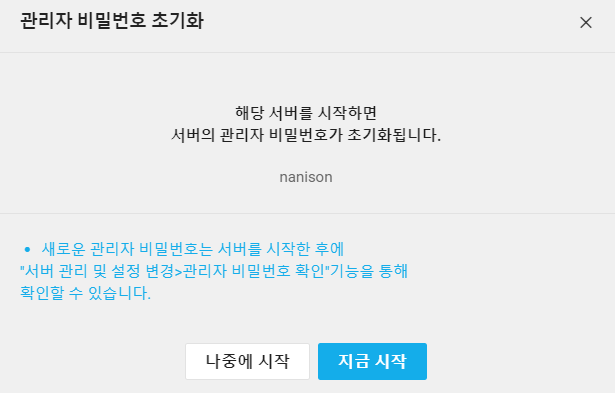 관리자 비밀번호 초기화
해당 서버를 시작하면
서버의 관리자 비밀번호가 초기화됩니다.
nanison
• 새로운 관리자 비밀번호는 서버를 시작한 후에
"서버 관리 및 설정 변경>관리자 비밀번호 확인"기능을 통해
확인할 수 있습니다.
나중에 시작
지금 시작